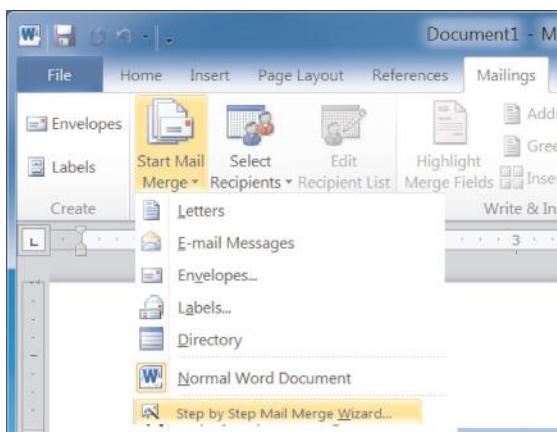 Document1 - M
File Home Insert Page Layout References Mailings
Envelopes
Labels
Create
Start Mail Merge
Select Recipients
Edit Recipient List
Highlight Merge Fields
Write & In
L
3
Letters
E-mail Messages
Envelopes...
Labels...
Directory
W Normal Word Document
Step by Step Mail Merge Wizard...